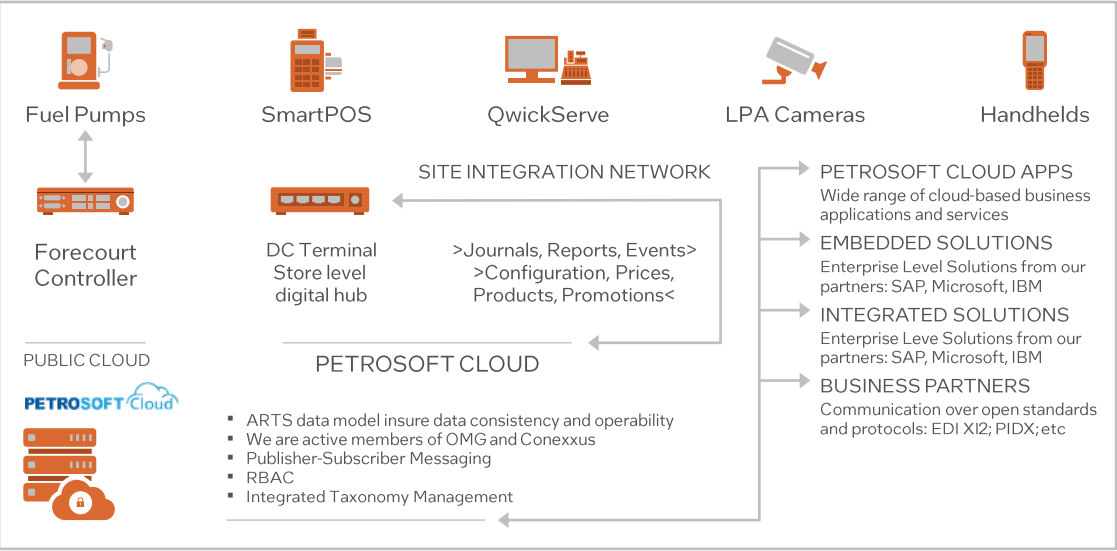 Fuel Pumps
SmartPOS
QwickServe
LPA Cameras
Handhelds
Forecourt
Controller
DC Terminal
Store level
digital hub
SITE INTEGRATION NETWORK
>Journals, Reports, Events>
>Configuration, Prices,
Products, Promotions<
PETROSOFT CLOUD APPS
Wide range of cloud-based business
applications and services
EMBEDDED SOLUTIONS
Enterprise Level Solutions from our
partners: SAP, Microsoft, IBM
INTEGRATED SOLUTIONS
Enterprise Leve Solutions from our
partners: SAP, Microsoft, IBM
BUSINESS PARTNERS
Communication over open standards
and protocols: EDI XI2; PIDX; etc
PUBLIC CLOUD
PETROSOFT Cloud
PETROSOFT CLOUD
▪ ARTS data model insure data consistency and operability
▪ We are active members of OMG and Conexxus
▪ Publisher-Subscriber Messaging
▪ RBAC
▪ Integrated Taxonomy Management